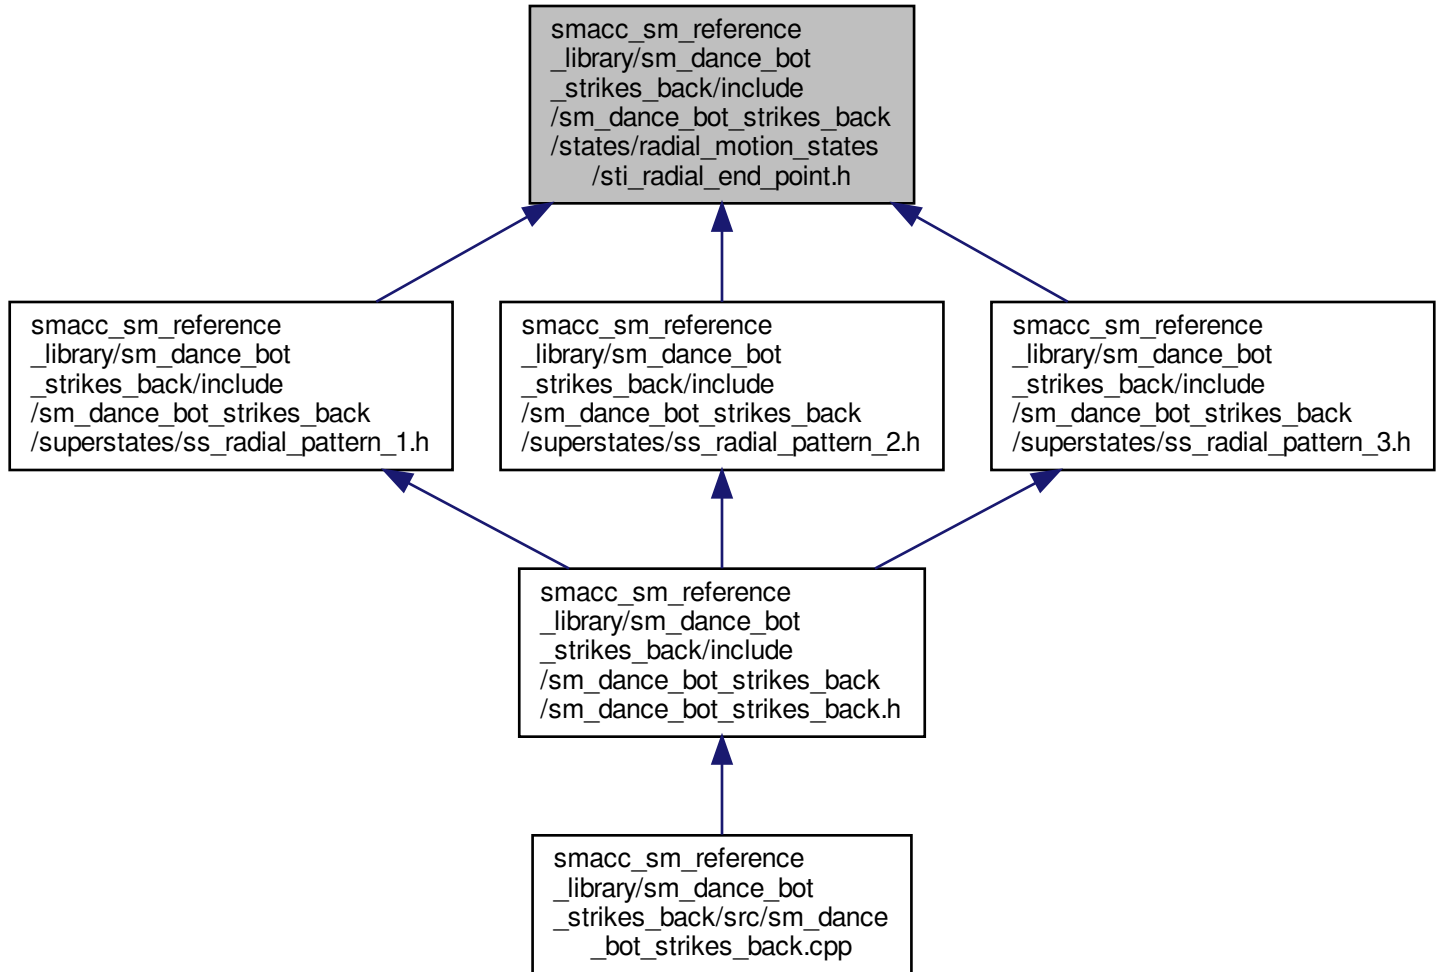 smacc_sm_reference
_library/sm_dance_bot
_strikes_back/include
/sm_dance_bot_strikes_back
/states/radial_motion_states
/sti_radial_end_point.h
smacc_sm_reference
_library/sm_dance_bot
_strikes_back/include
/sm_dance_bot_strikes_back
/superstates/ss_radial_pattern_1.h
smacc_sm_reference
_library/sm_dance_bot
_strikes_back/include
/sm_dance_bot_strikes_back
/superstates/ss_radial_pattern_2.h
smacc_sm_reference
_library/sm_dance_bot
_strikes_back/include
/sm_dance_bot_strikes_back
/superstates/ss_radial_pattern_3.h
smacc_sm_reference
_library/sm_dance_bot
_strikes_back/include
/sm_dance_bot_strikes_back
/sm_dance_bot_strikes_back.h
smacc_sm_reference
_library/sm_dance_bot
_strikes_back/src/sm_dance
_bot_strikes_back.cpp